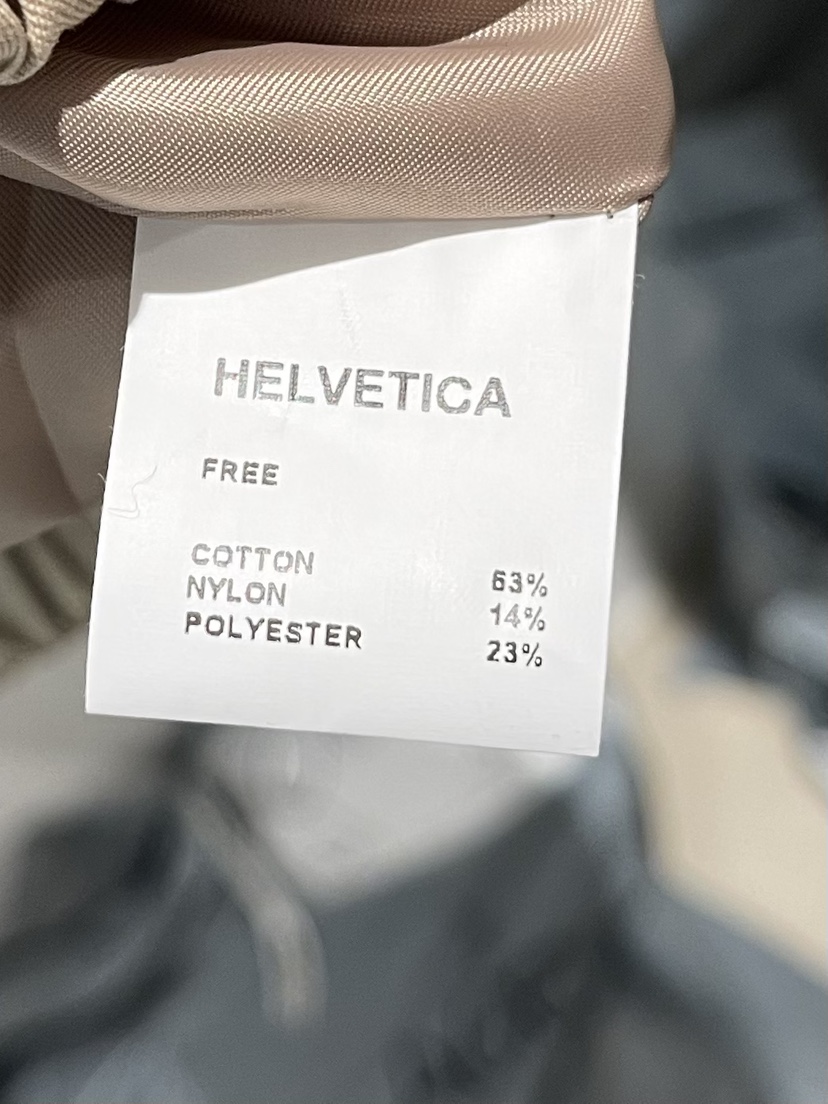 HELVETICA
FREE
COTTON 63%
NYLON 14%
POLYESTER 23%